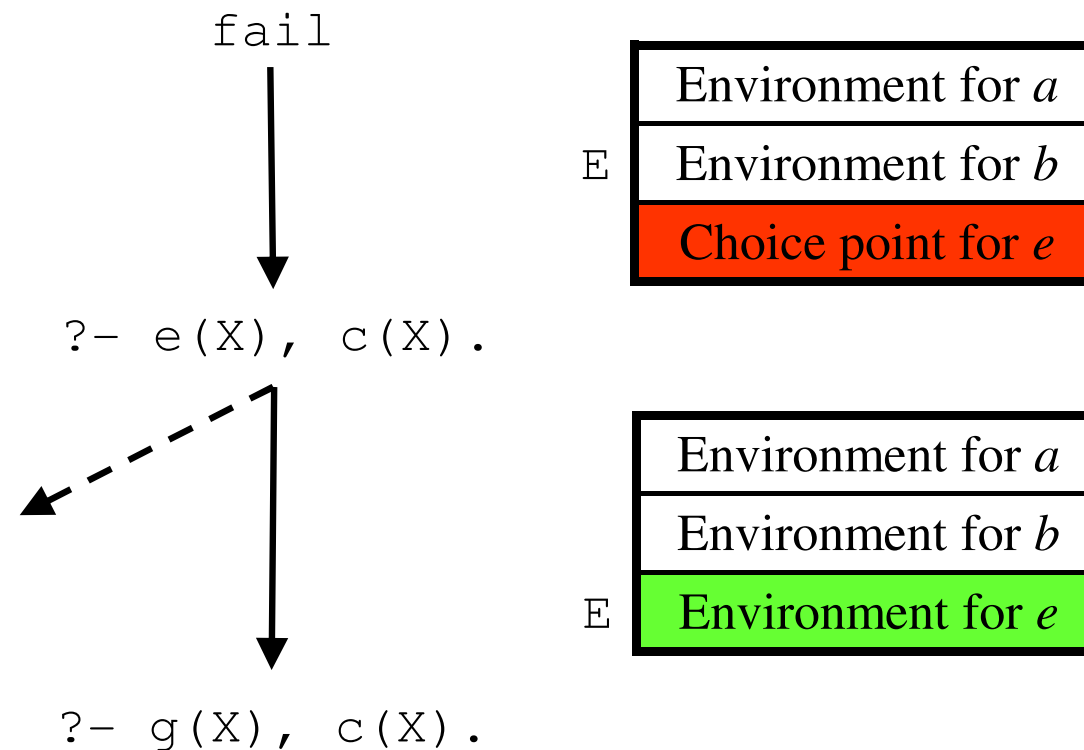 fail
Environment for a
E Environment for b
Choice point for e
?- e(X), c(X).
Environment for a
Environment for b
E Environment for e
?- g(X), c(X).